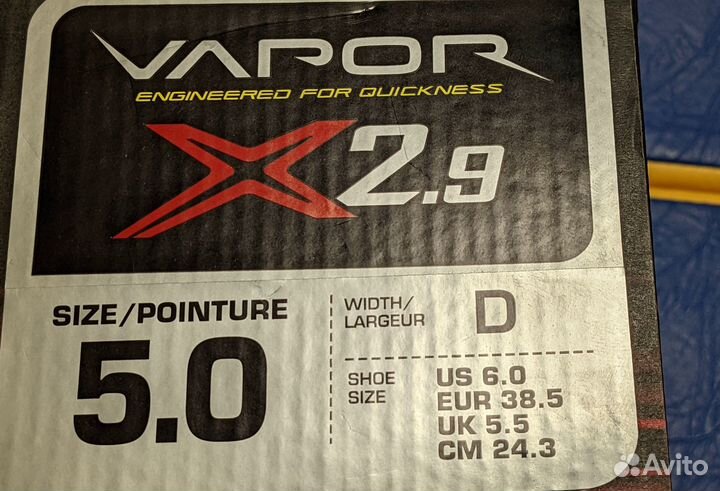 VAPOR
ENGINEERED FOR QUICKNESS
X2.9
SIZE/POINTURE
5.0
WIDTH/
LARGEUR
D
SHOE
SIZE
US 6.0
EUR 38.5
UK 5.5
CM 24.3
Avito